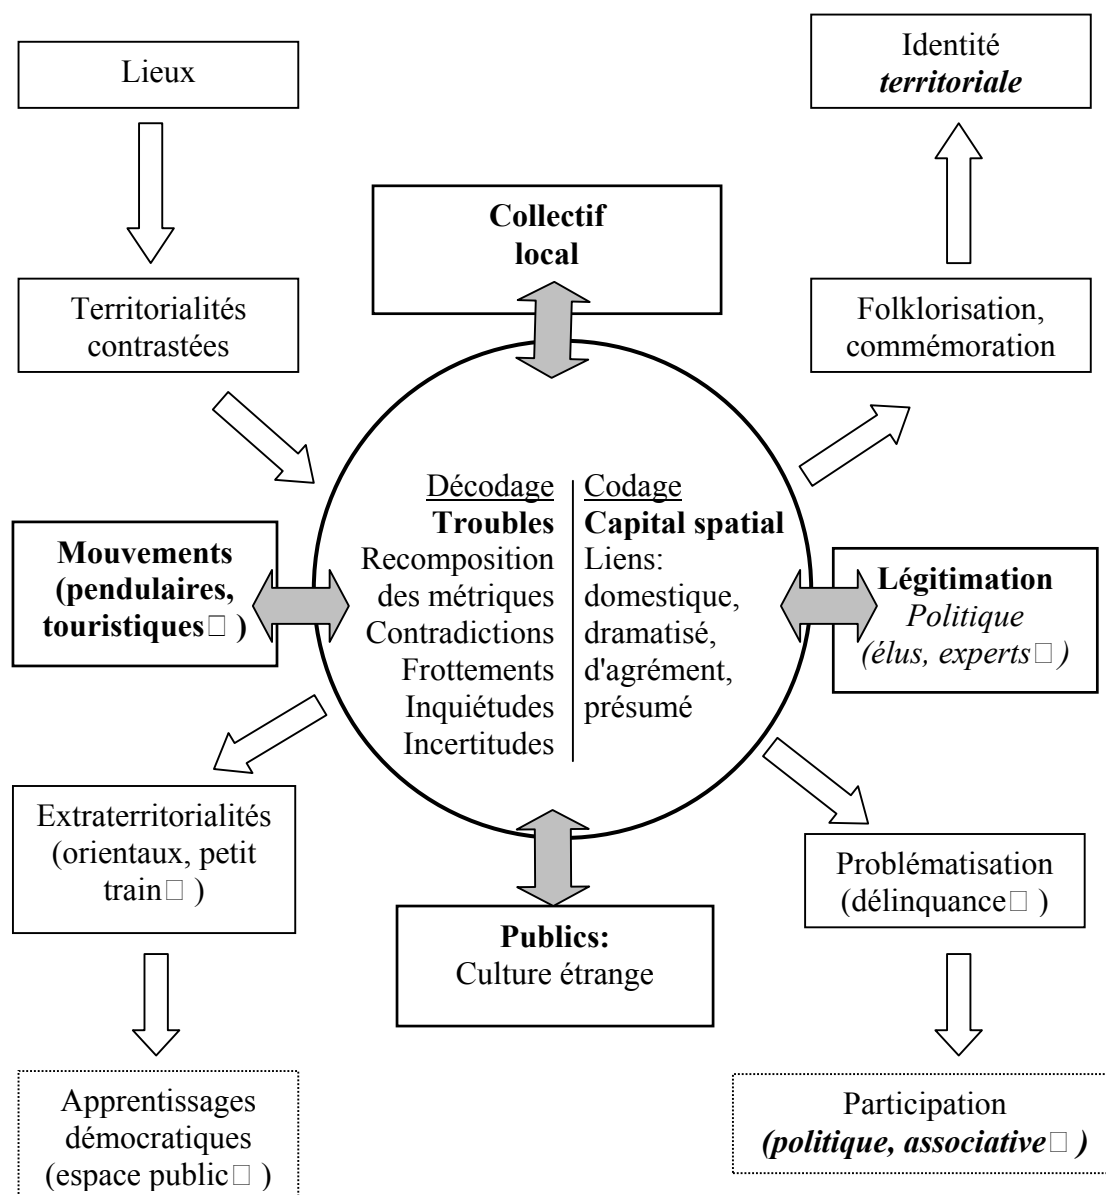 Lieux
Identité
territoriale
Collectif
local
Territorialités
contrastées
Folklorisation,
commémoration
Décodage
Troubles
Recomposition
des métriques
Contradictions
Frottements
Inquiétudes
Incertitudes
Codage
Capital spatial
Liens:
domestique,
dramatisé,
d'agrément,
présumé
Mouvements
(pendulaires,
touristiques□ )
Légitimation
Politique
(élus, experts□ )
Extraterritorialités
(orientaux, petit
train□ )
Problématisation
(délinquance□ )
Publics:
Culture étrange
Apprentissages
démocratiques
(espace public□ )
Participation
(politique, associative□ )